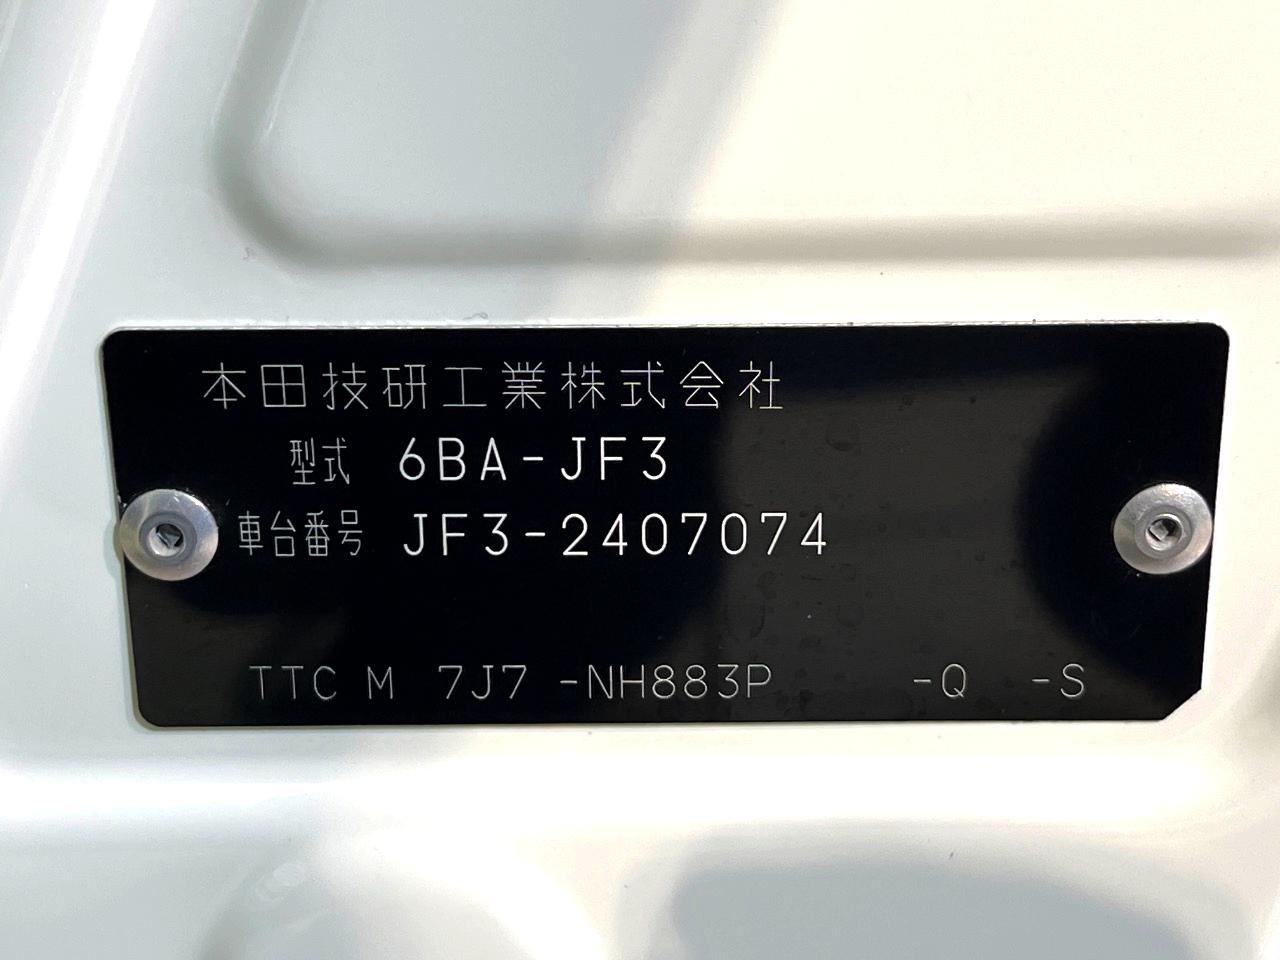 本田技研工業株式会社
型式 6BA-JF3
車台番号 JF3-2407074
TTC M 7J7 -NH883P -Q -S